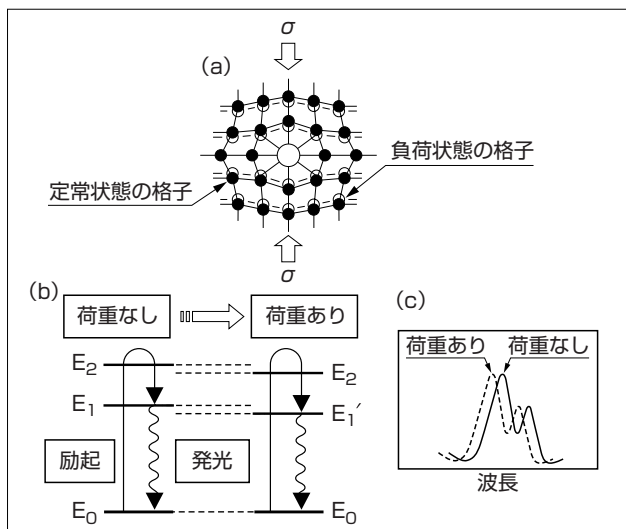 σ
(a)
負荷状態の格子
定常状態の格子
σ
(b)
荷重なし
荷重あり
E₂
E₂
E₁
E₁′
励起
発光
E₀
E₀
(c)
荷重あり
荷重なし
波長